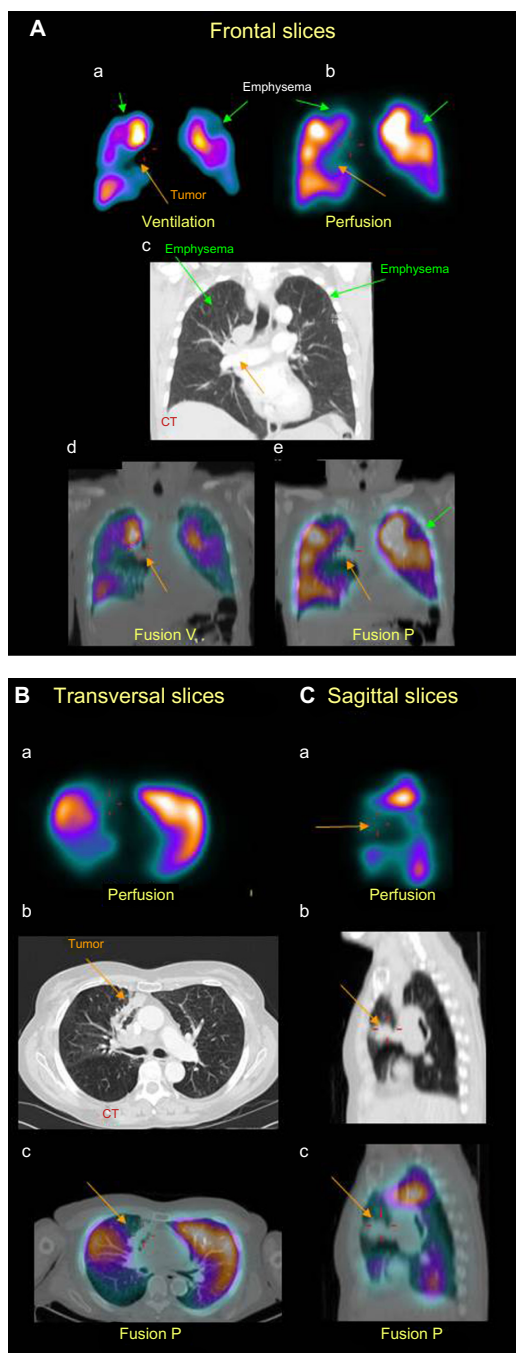 A Frontal slices
a
b
Emphysema
Tumor
Ventilation
Perfusion
c
Emphysema
Emphysema
CT
d
e
Fusion V
Fusion P
B Transversal slices
C Sagittal slices
a
a
Perfusion
Perfusion
b
b
Tumor
CT
c
c
Fusion P
Fusion P